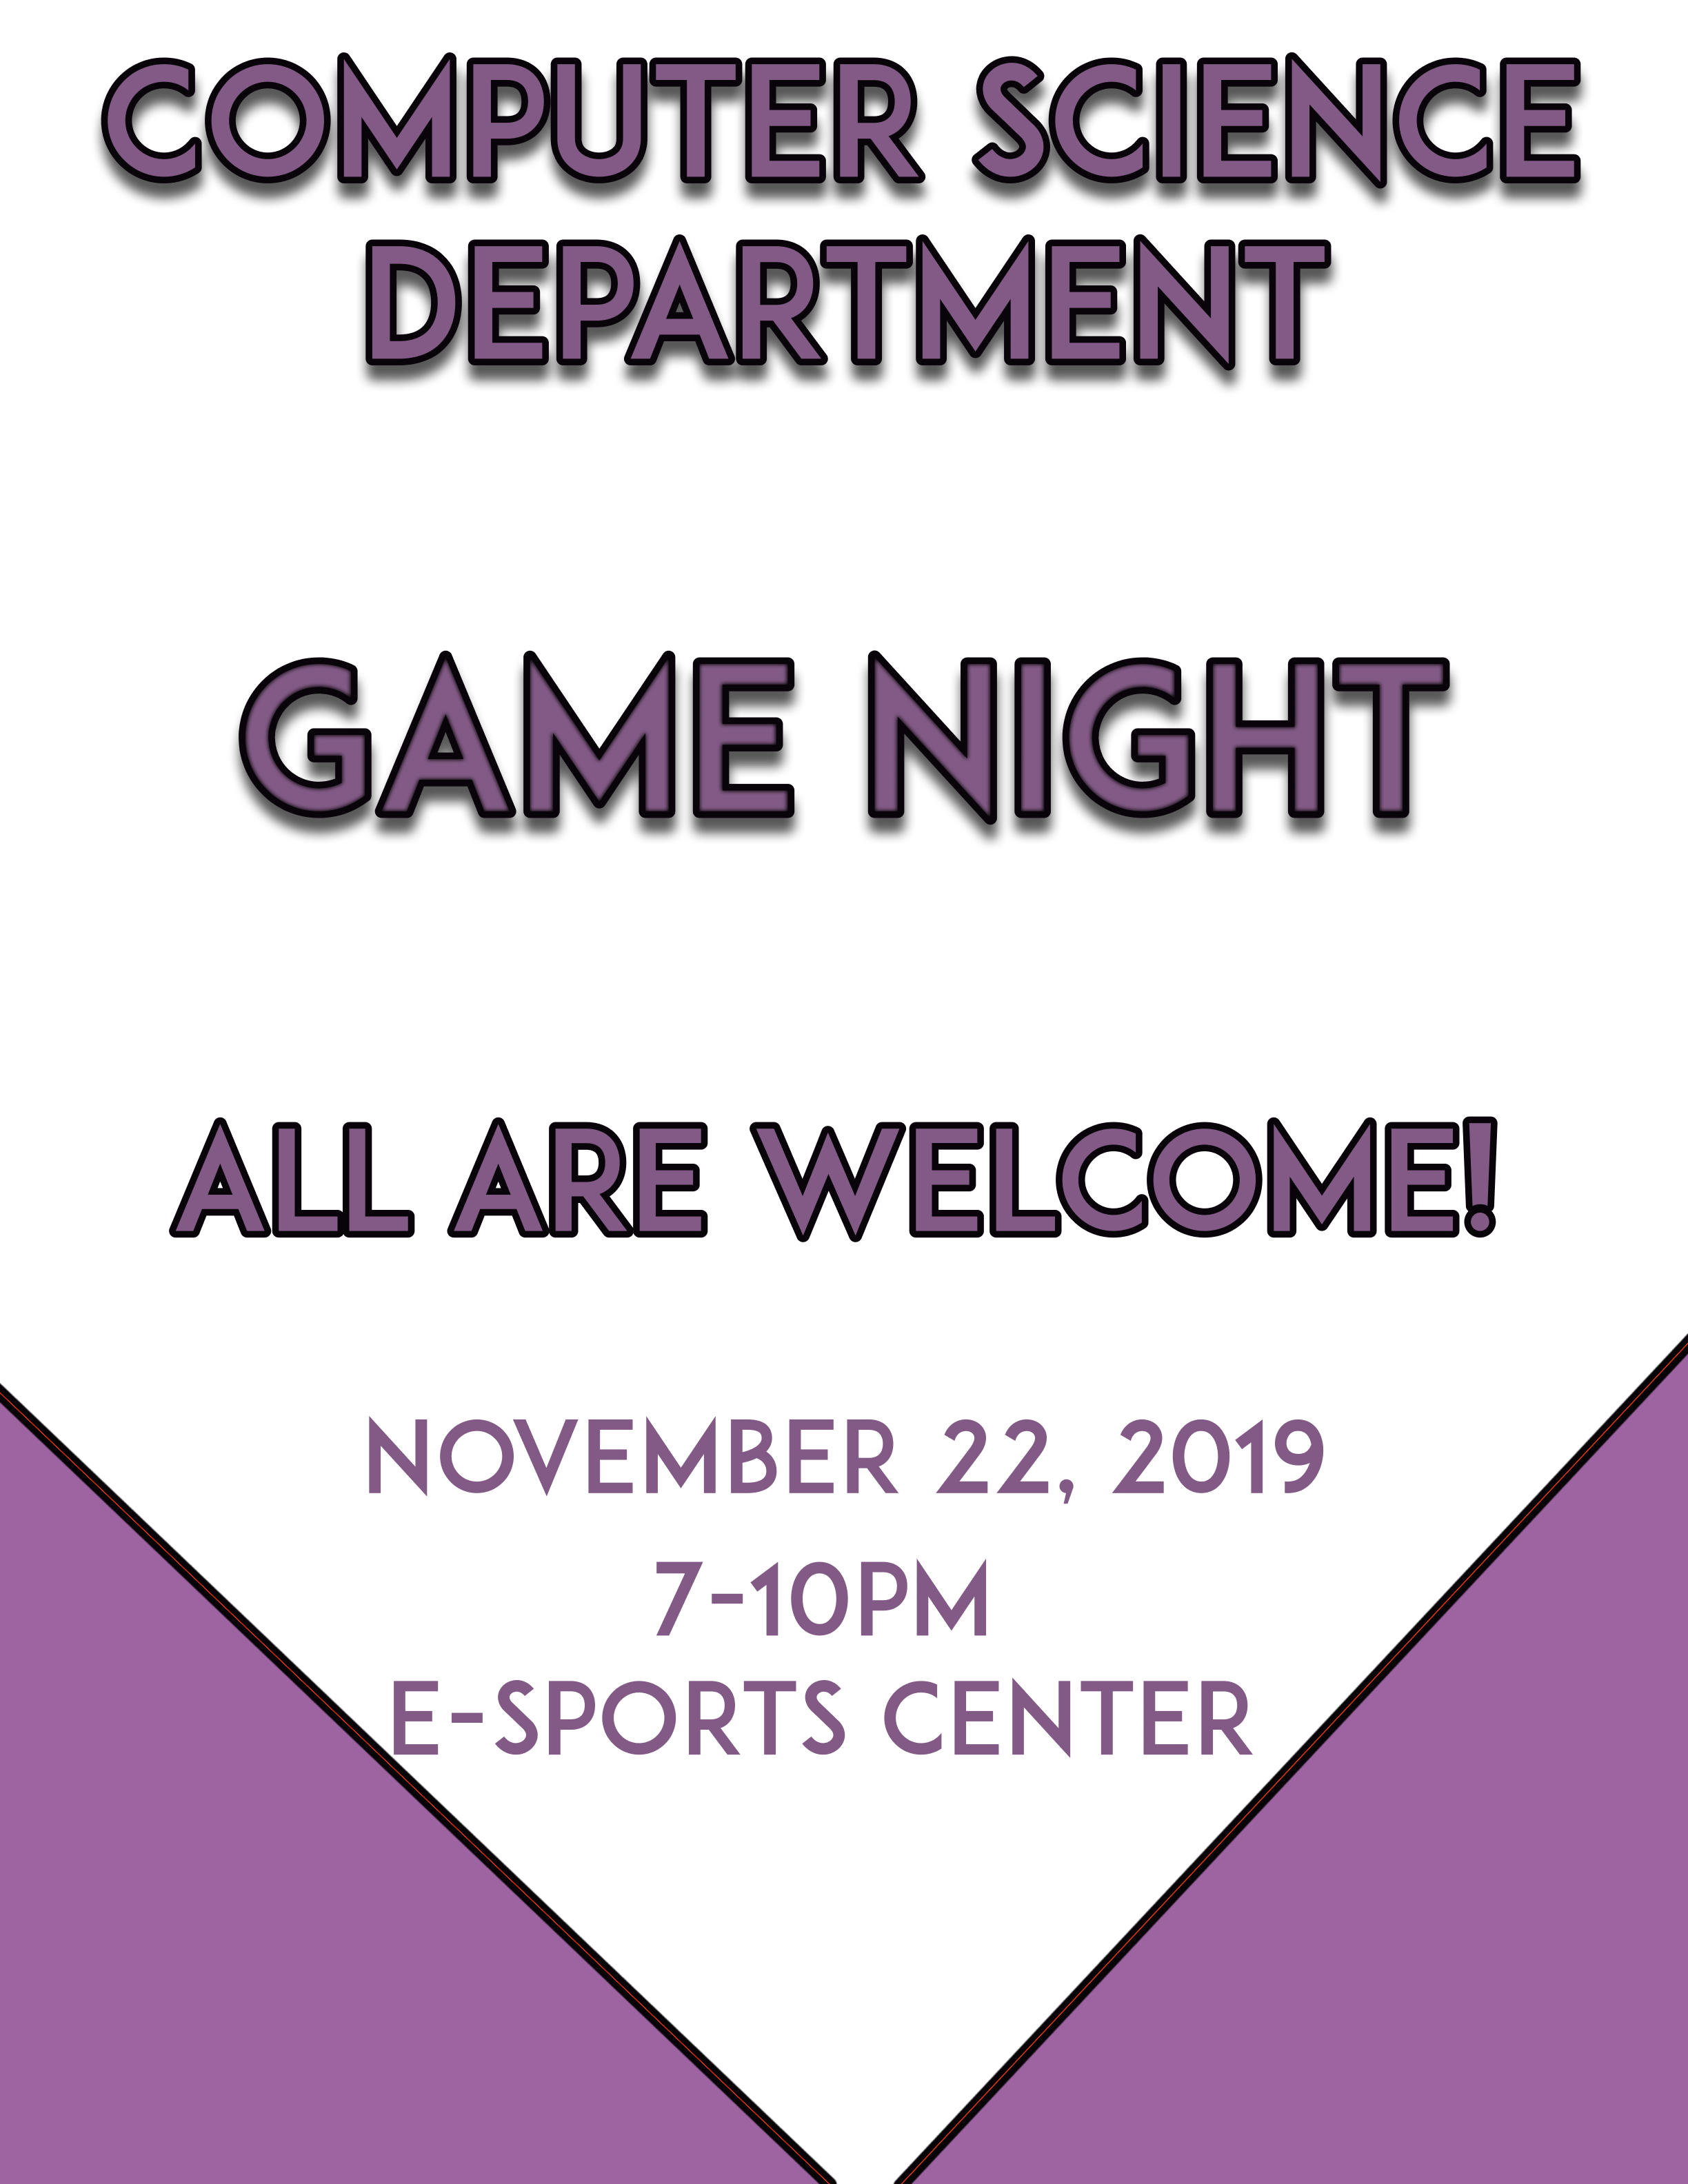 COMPUTER SCIENCE
DEPARTMENT
GAME NIGHT
ALL ARE WELCOME!
NOVEMBER 22, 2019
7-10PM
E-SPORTS CENTER